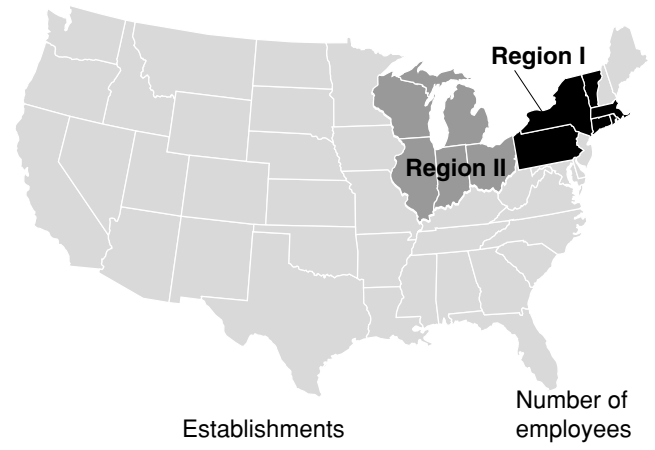 Region I
Region II
Number of
employees
Establishments